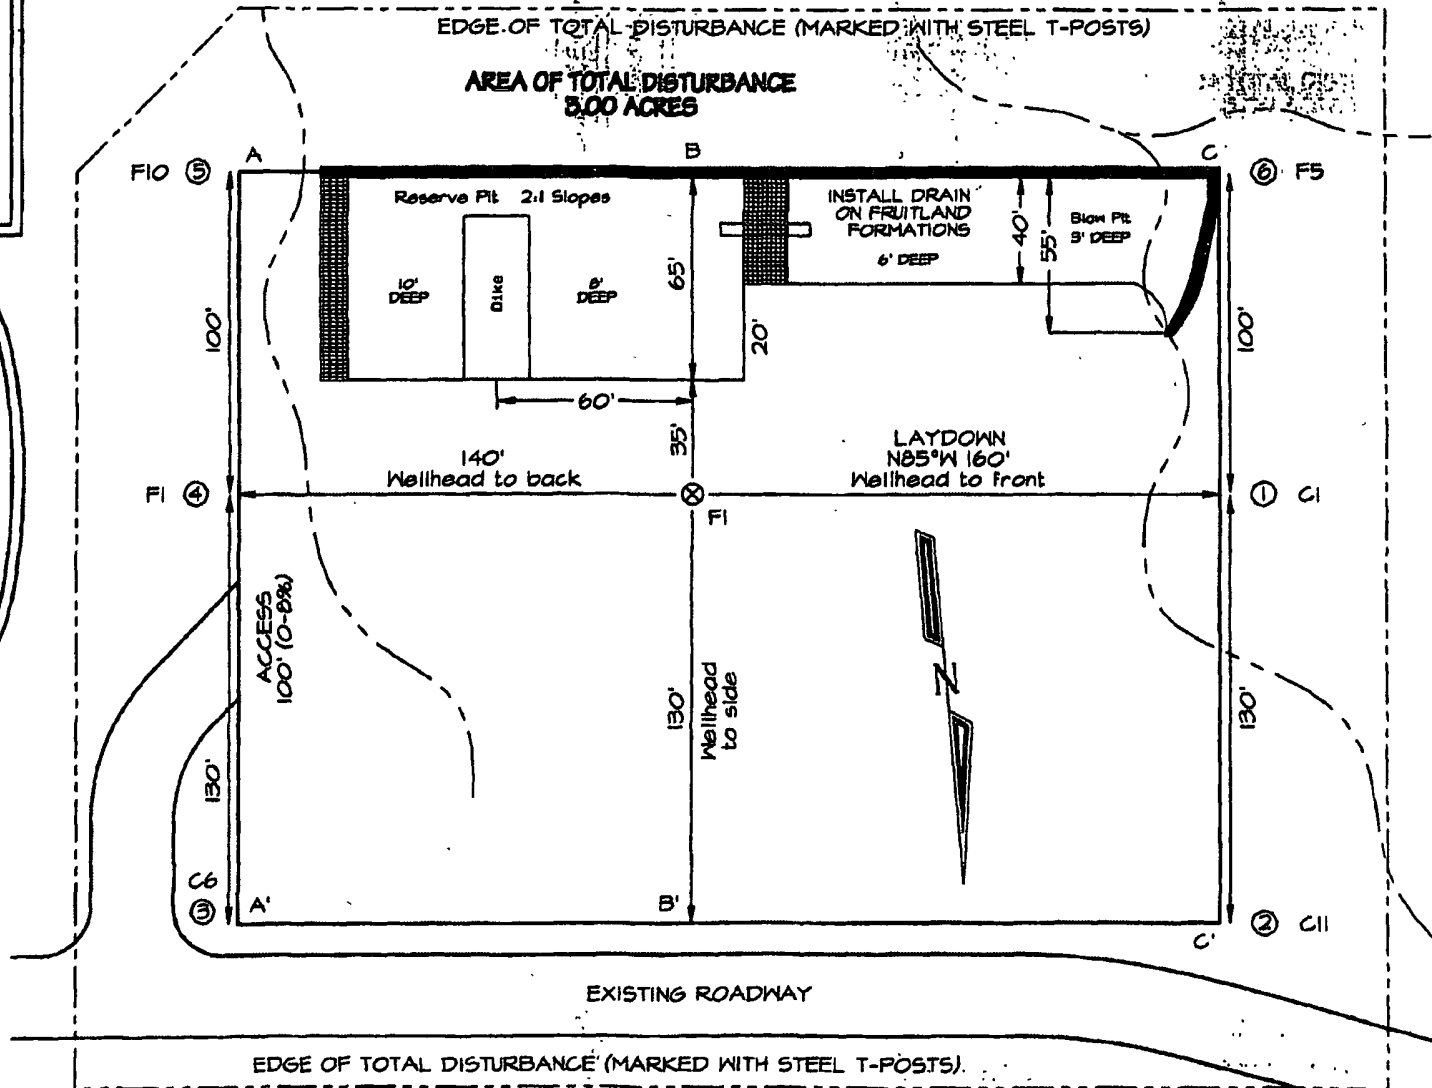 EDGE OF TOTAL DISTURBANCE (MARKED WITH STEEL T-POSTS)
AREA OF TOTAL DISTURBANCE
3.00 ACRES
A
B
C
F10 ⑤
⑥ F5
Reserve Pit 2:1 Slopes
INSTALL DRAIN
ON FRUITLAND
FORMATIONS
6' DEEP
40'
55'
Blow Pit
3' DEEP
10'
DEEP
Dike
8'
DEEP
65'
20'
100'
100'
60'
35'
140'
Wellhead to back
LAYDOWN
N85°W 160'
Wellhead to front
F1 ④
F1
① C1
ACCESS
100' (0-8%)
N
130'
130'
Wellhead
to side
130'
C6
③
A'
B'
C'
② C11
EXISTING ROADWAY
EDGE OF TOTAL DISTURBANCE (MARKED WITH STEEL T-POSTS).